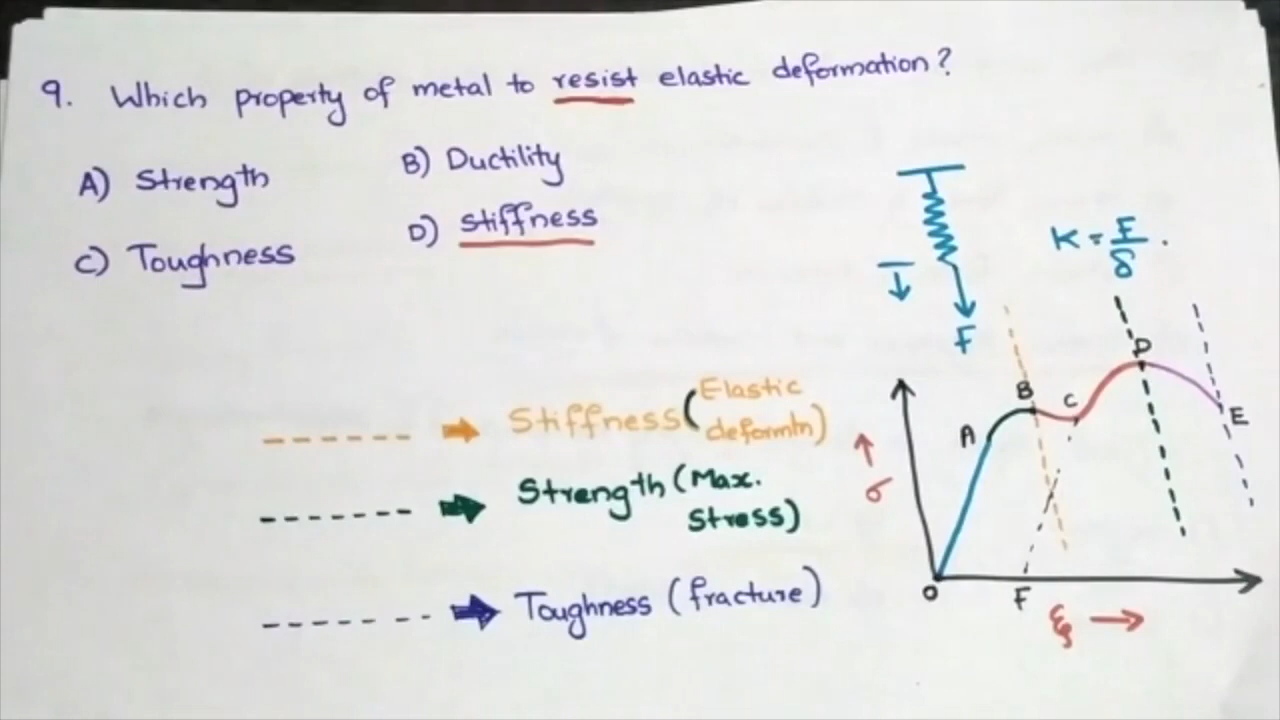 9. Which property of metal to resist elastic deformation?
A) Strength
B) Ductility
C) Toughness
D) Stiffness
K = F/δ.
F
Stiffness (Elastic deformtn)
Strength (Max. Stress)
Toughness (fracture)
σ
A
B
C
D
E
O
F
ξ